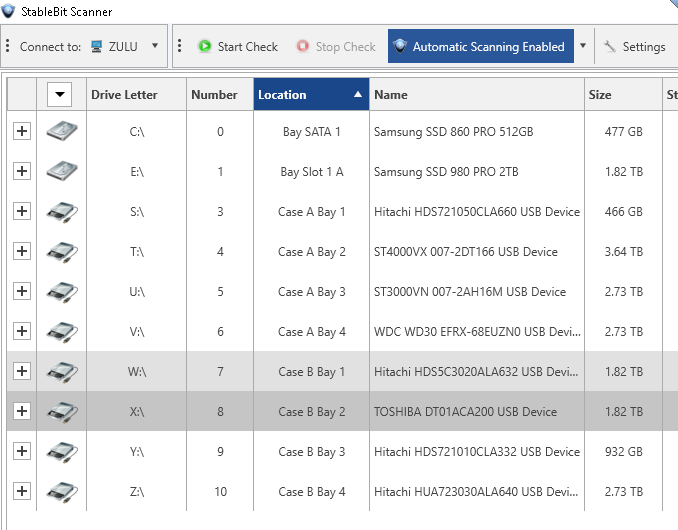 StableBit Scanner
Connect to: ZULU Start Check Stop Check Automatic Scanning Enabled Settings
Drive Letter Number Location Name Size St
C:\ 0 Bay SATA 1 Samsung SSD 860 PRO 512GB 477 GB
E:\ 1 Bay Slot 1 A Samsung SSD 980 PRO 2TB 1.82 TB
S:\ 3 Case A Bay 1 Hitachi HDS721050CLA660 USB Device 466 GB
T:\ 4 Case A Bay 2 ST4000VX 007-2DT166 USB Device 3.64 TB
U:\ 5 Case A Bay 3 ST3000VN 007-2AH16M USB Device 2.73 TB
V:\ 6 Case A Bay 4 WDC WD30 EFRX-68EUZN0 USB Devi... 2.73 TB
W:\ 7 Case B Bay 1 Hitachi HDS5C3020ALA632 USB Devi... 1.82 TB
X:\ 8 Case B Bay 2 TOSHIBA DT01ACA200 USB Device 1.82 TB
Y:\ 9 Case B Bay 3 Hitachi HDS721010CLA332 USB Device 932 GB
Z:\ 10 Case B Bay 4 Hitachi HUA723030ALA640 USB Devi... 2.73 TB